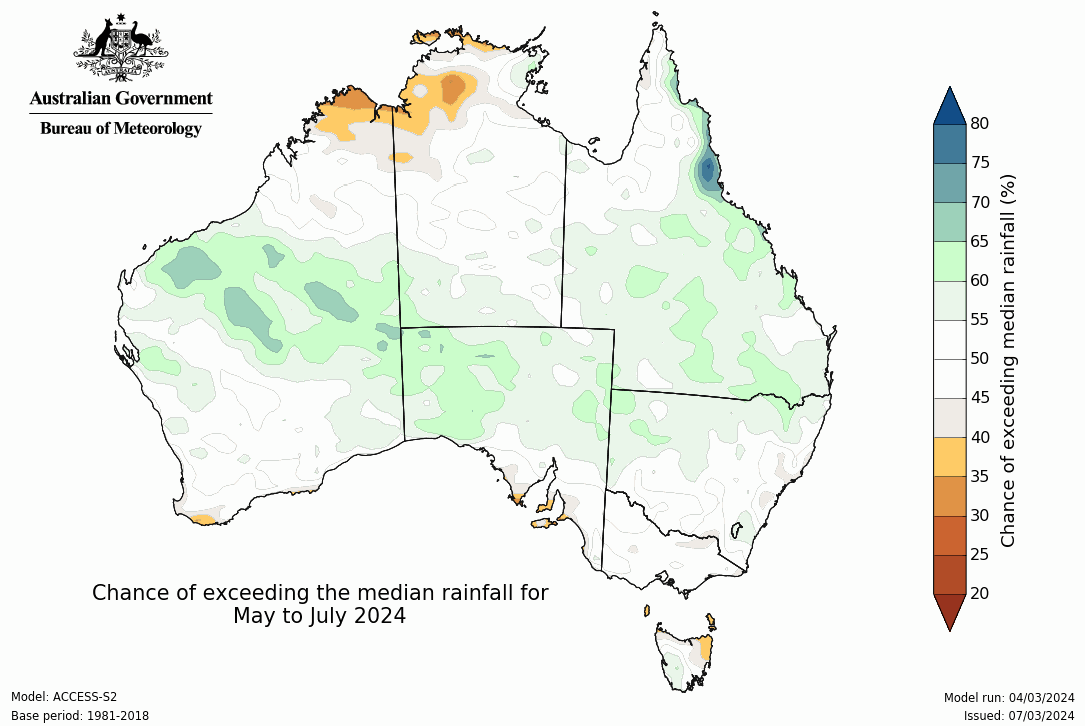 AUSTRALIA
Australian Government
Bureau of Meteorology
80
75
70
65
60
55
50
45
40
35
30
25
20
Chance of exceeding median rainfall (%)
Chance of exceeding the median rainfall for
May to July 2024
Model: ACCESS-S2
Base period: 1981-2018
Model run: 04/03/2024
Issued: 07/03/2024